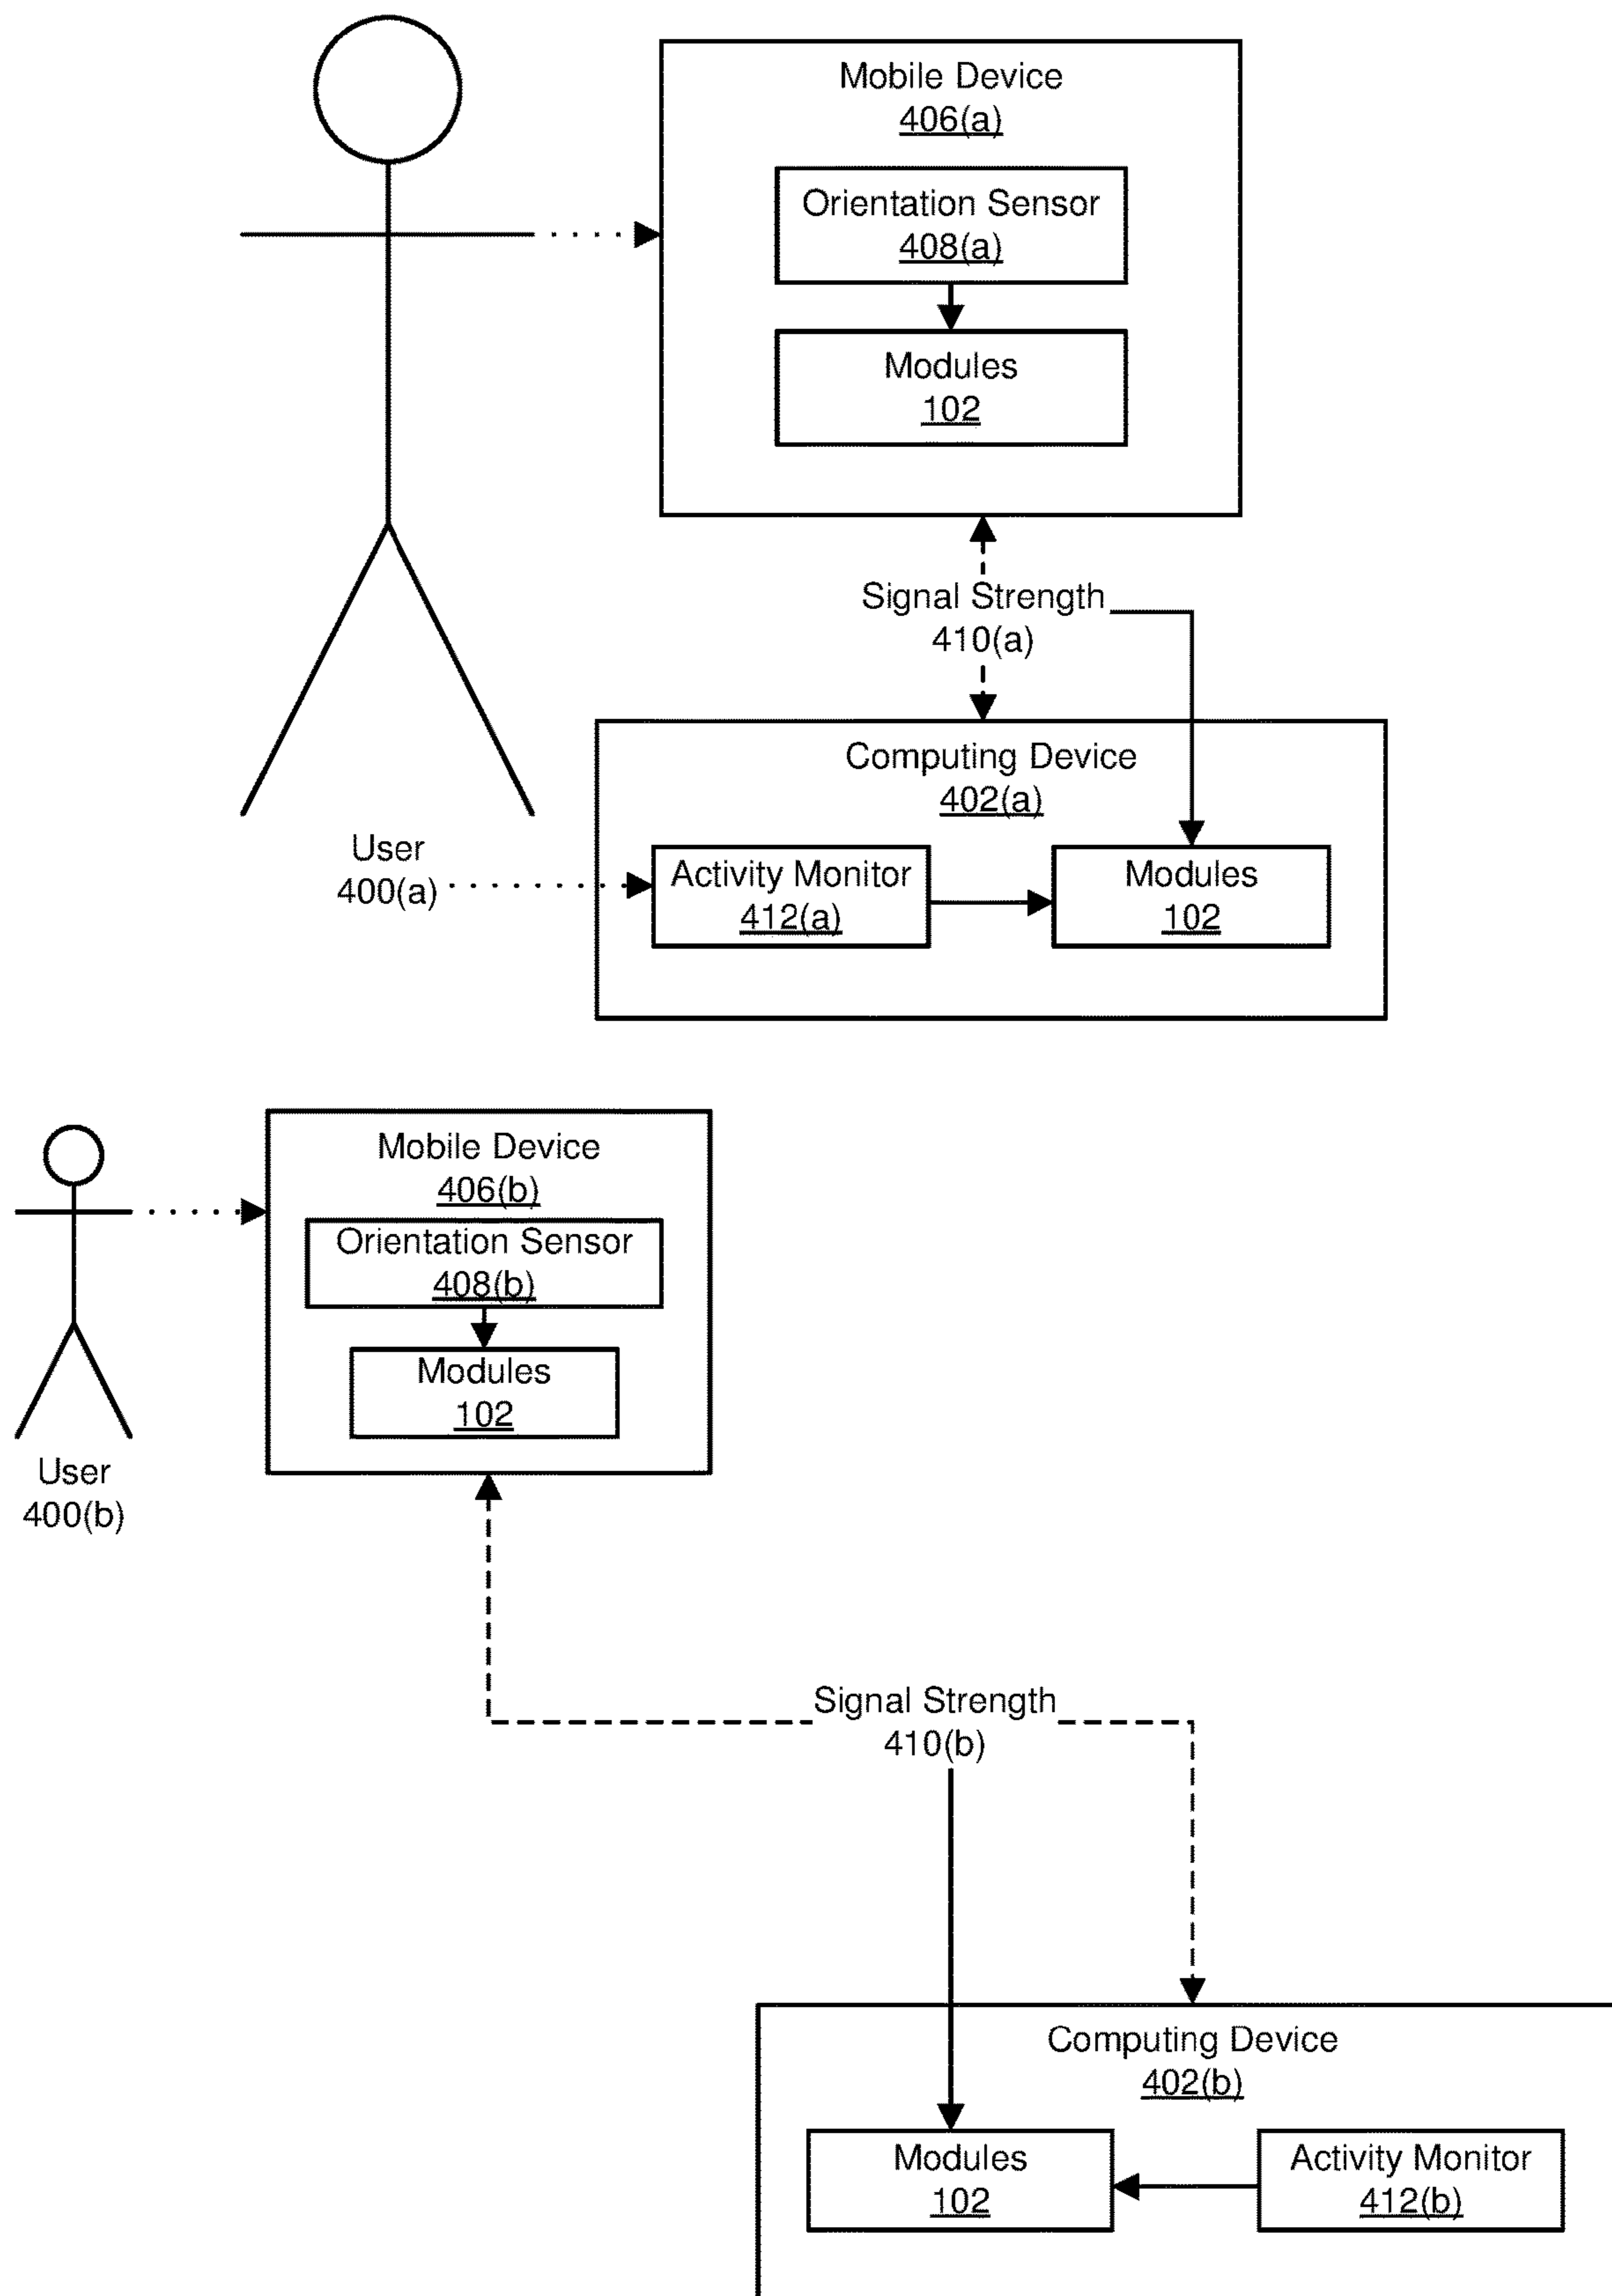 Mobile Device
406(a)
Orientation Sensor
408(a)
Modules
102
Signal Strength
410(a)
Computing Device
402(a)
User
400(a)
Activity Monitor
412(a)
Modules
102
Mobile Device
406(b)
Orientation Sensor
408(b)
Modules
102
User
400(b)
Signal Strength
410(b)
Computing Device
402(b)
Modules
102
Activity Monitor
412(b)